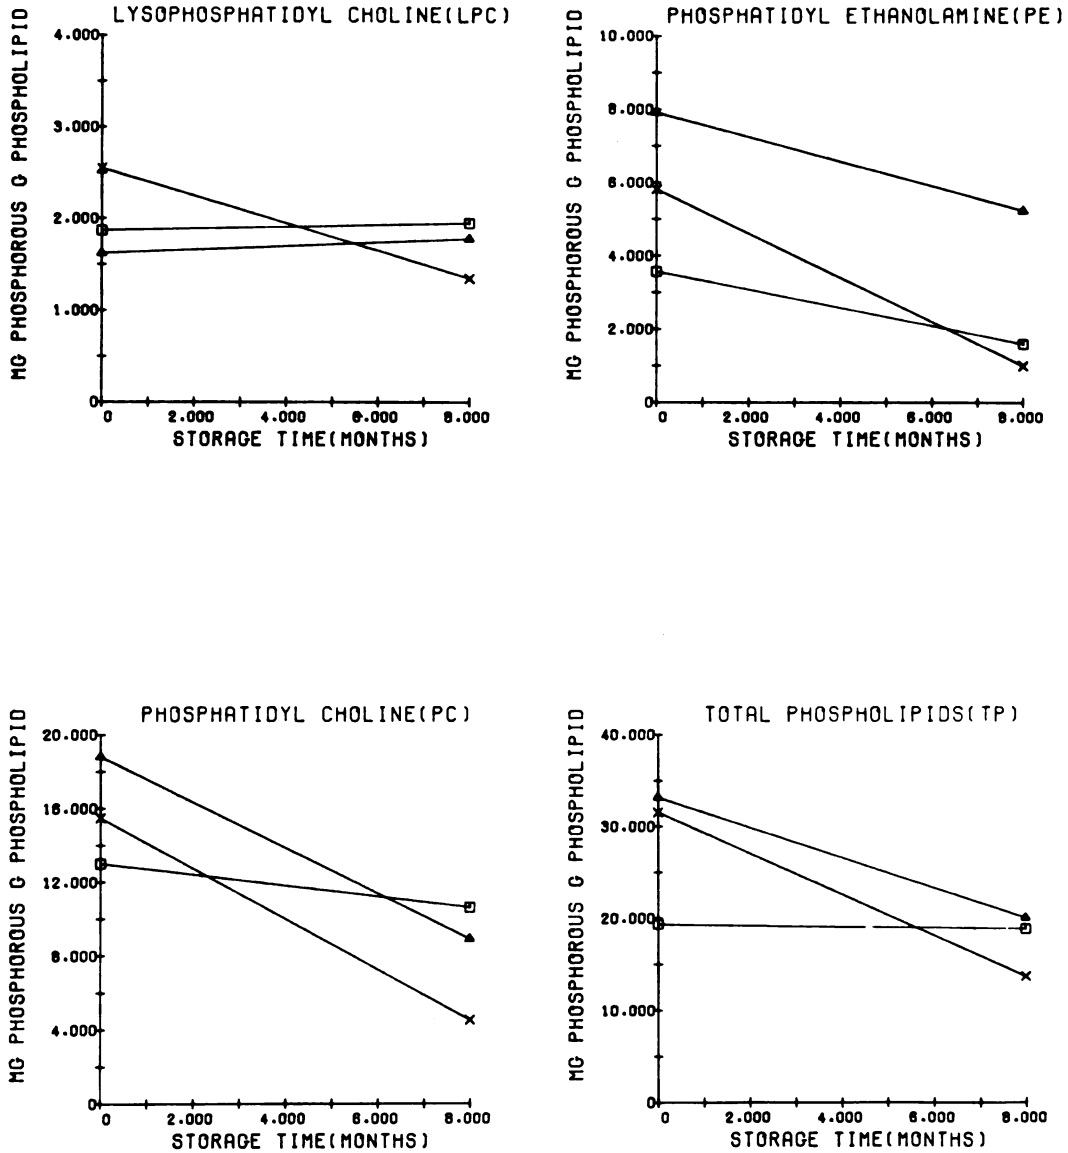 LYSOPHOSPHATIDYL CHOLINE(LPC)
MG PHOSPHOROUS G PHOSPHOLIPID
4.000
3.000
2.000
1.000
0
0 2.000 4.000 6.000 8.000
STORAGE TIME(MONTHS)
PHOSPHATIDYL ETHANOLAMINE(PE)
MG PHOSPHOROUS G PHOSPHOLIPID
10.000
8.000
6.000
4.000
2.000
0
0 2.000 4.000 6.000 8.000
STORAGE TIME(MONTHS)
PHOSPHATIDYL CHOLINE(PC)
MG PHOSPHOROUS G PHOSPHOLIPID
20.000
16.000
12.000
8.000
4.000
0
0 2.000 4.000 6.000 8.000
STORAGE TIME(MONTHS)
TOTAL PHOSPHOLIPIDS(TP)
MG PHOSPHOROUS G PHOSPHOLIPID
40.000
30.000
20.000
10.000
0
0 2.000 4.000 6.000 8.000
STORAGE TIME(MONTHS)